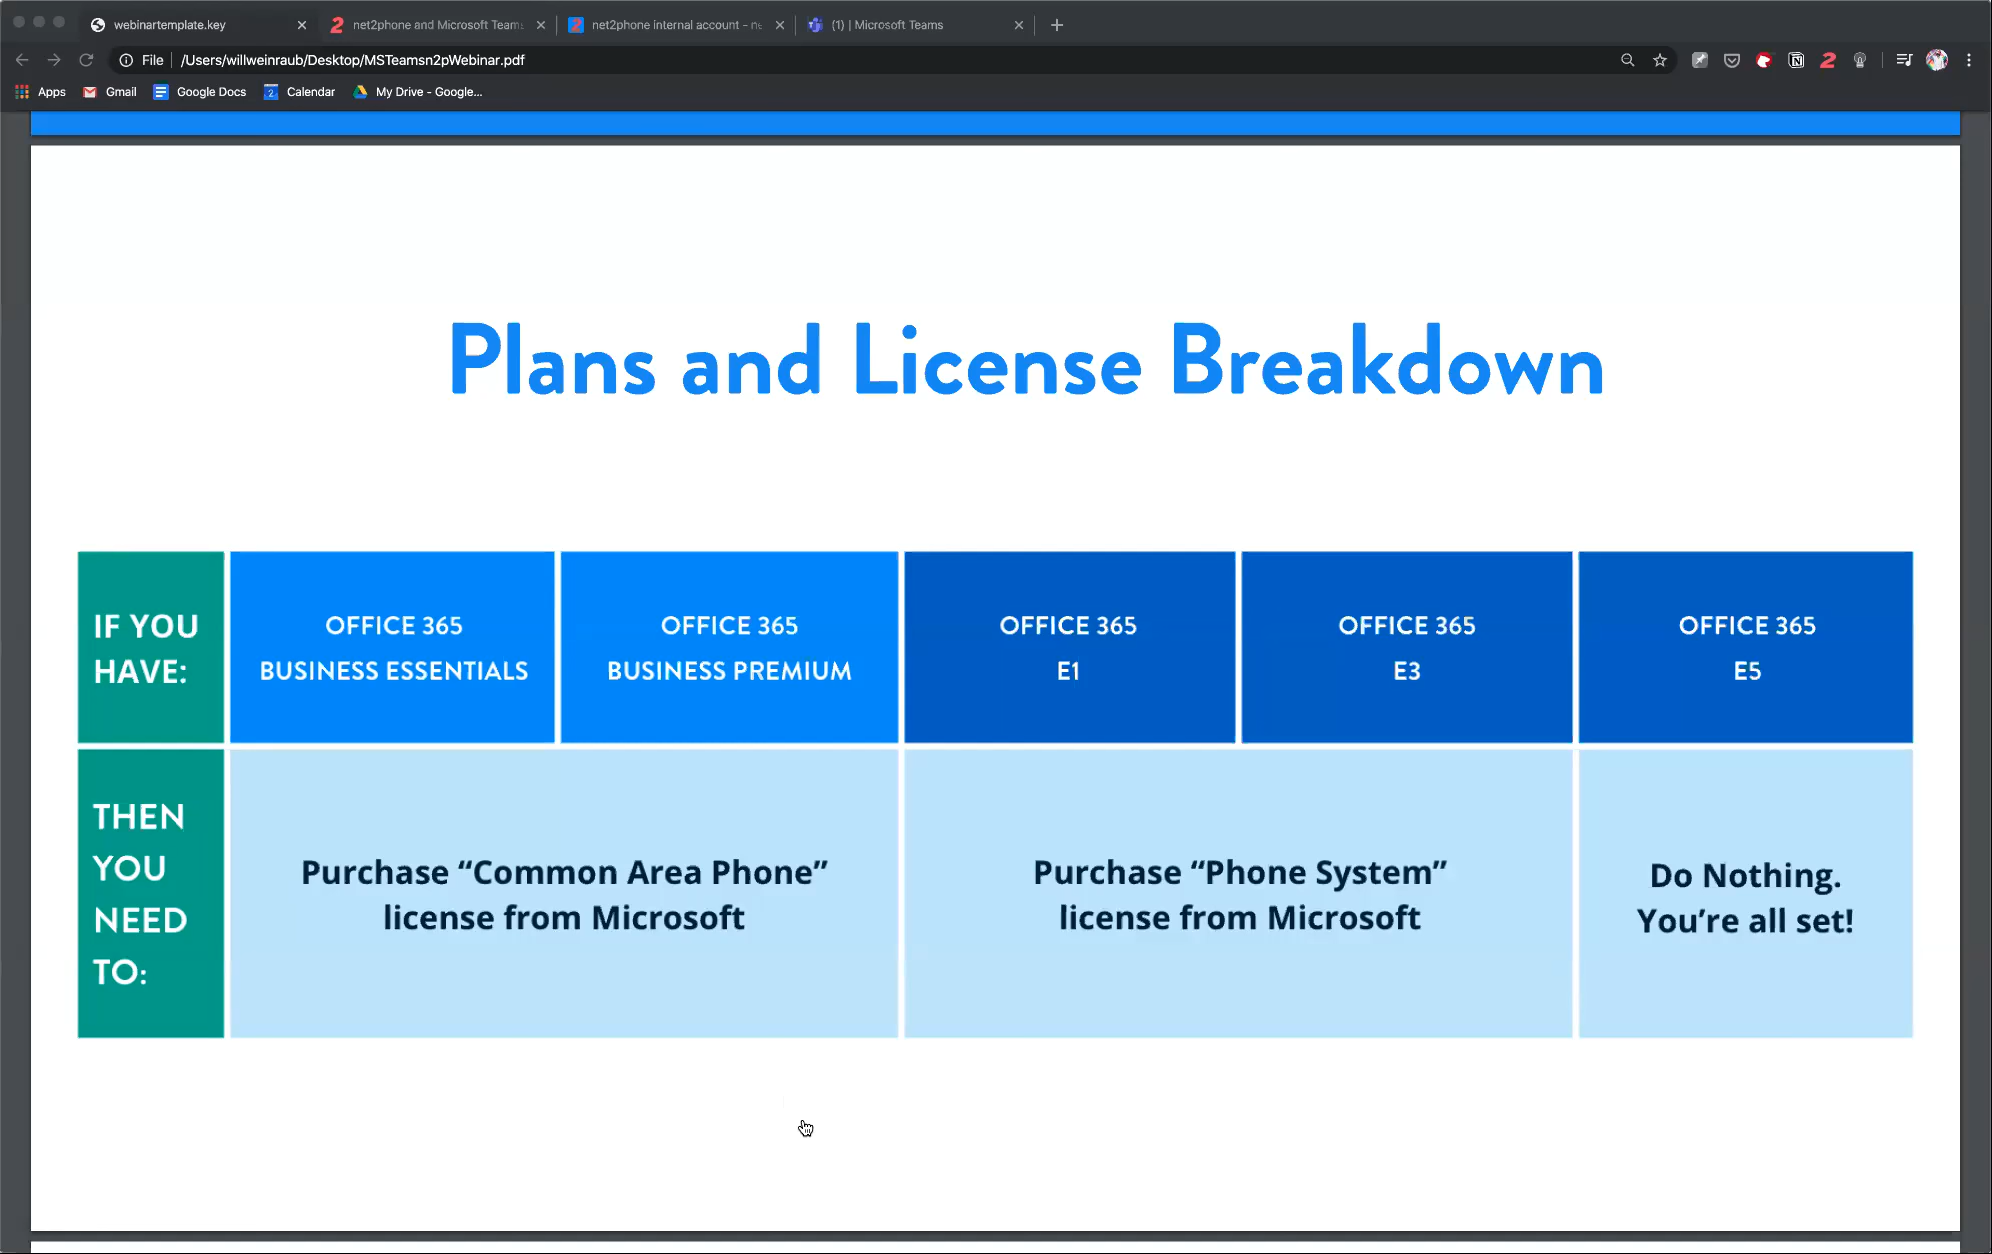 webinartemplate.key
net2phone and Microsoft Teams
net2phone internal account - ne
(1) | Microsoft Teams
File
/Users/willweinraub/Desktop/MSTeamsn2pWebinar.pdf
Apps
Gmail
Google Docs
Calendar
My Drive - Google...
Plans and License Breakdown
IF YOU
HAVE:
OFFICE 365
BUSINESS ESSENTIALS
OFFICE 365
BUSINESS PREMIUM
OFFICE 365
E1
OFFICE 365
E3
OFFICE 365
E5
THEN
YOU
NEED
TO:
Purchase “Common Area Phone”
license from Microsoft
Purchase “Phone System”
license from Microsoft
Do Nothing.
You’re all set!